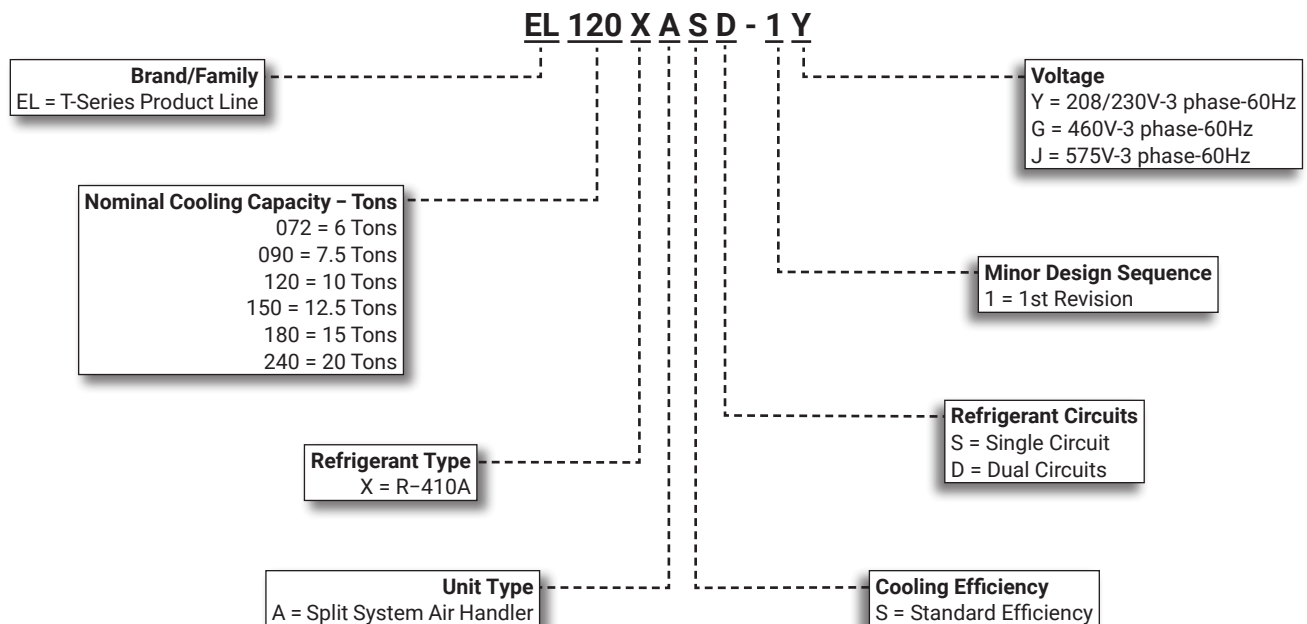 EL 120 X A S D - 1 Y
Brand/Family
EL = T-Series Product Line
Voltage
Y = 208/230V-3 phase-60Hz
G = 460V-3 phase-60Hz
J = 575V-3 phase-60Hz
Nominal Cooling Capacity – Tons
072 = 6 Tons
090 = 7.5 Tons
120 = 10 Tons
150 = 12.5 Tons
180 = 15 Tons
240 = 20 Tons
Minor Design Sequence
1 = 1st Revision
Refrigerant Circuits
S = Single Circuit
D = Dual Circuits
Refrigerant Type
X = R−410A
Unit Type
A = Split System Air Handler
Cooling Efficiency
S = Standard Efficiency